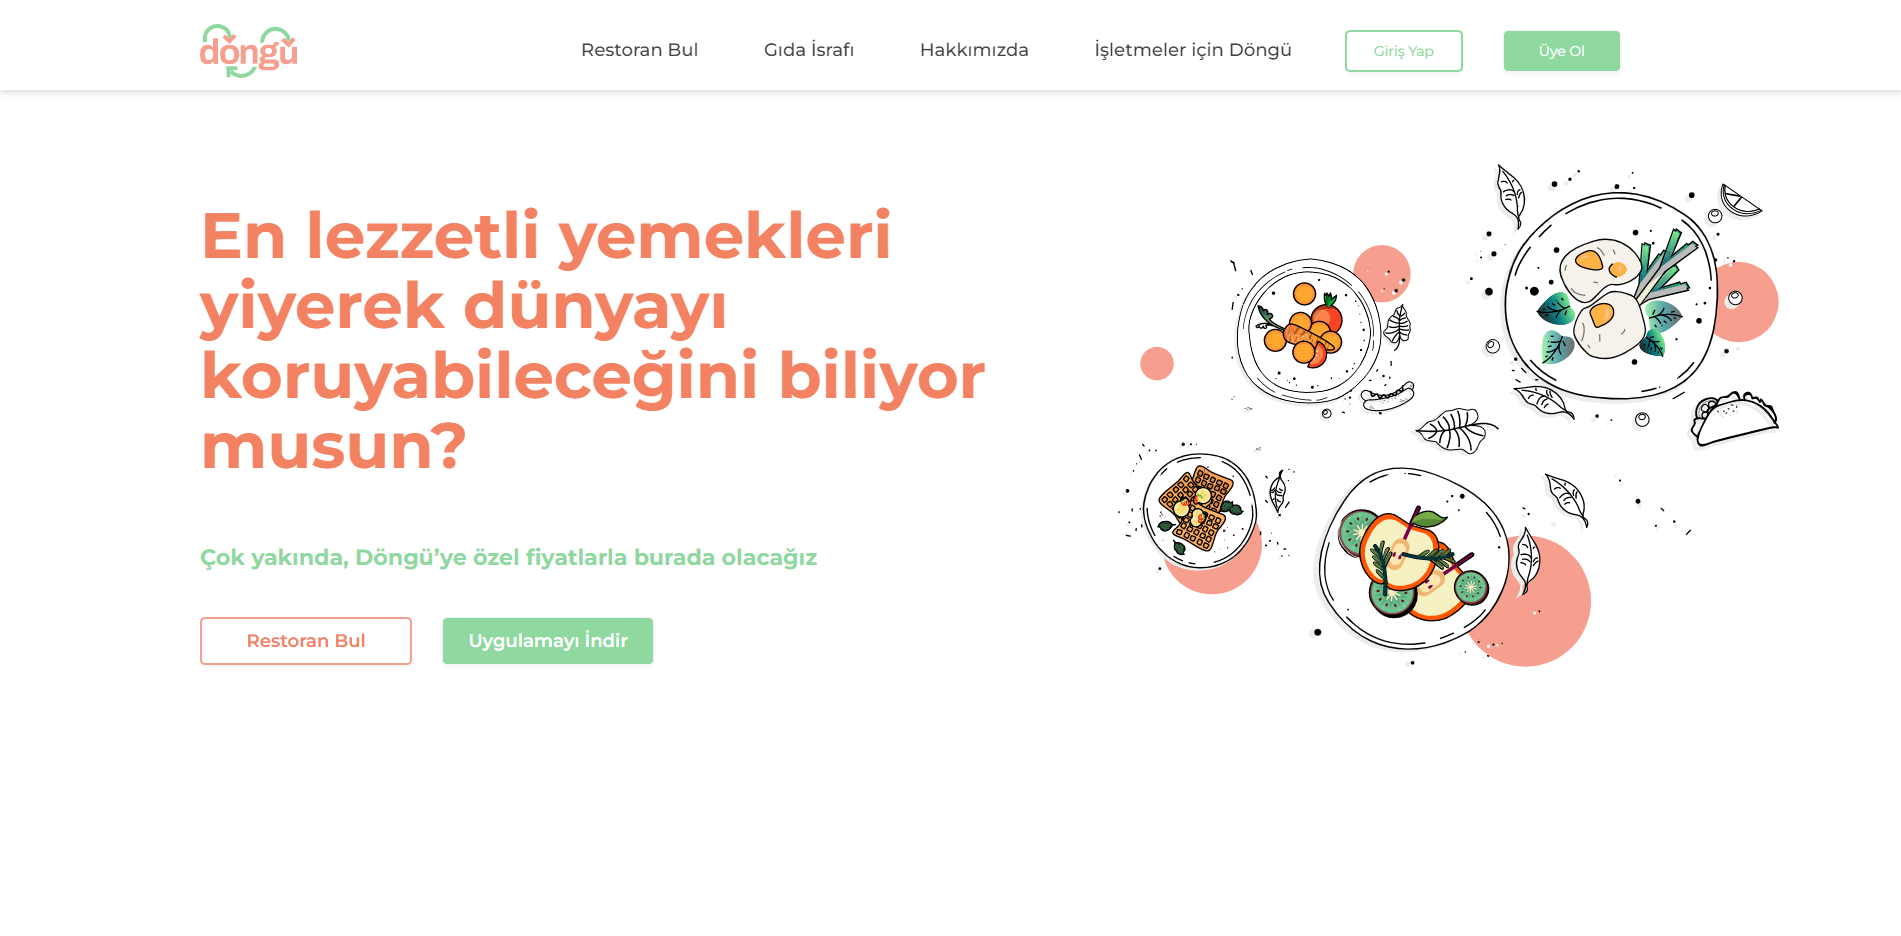 döngü
Restoran Bul
Gıda İsrafı
Hakkımızda
İşletmeler için Döngü
Giriş Yap
Üye Ol
En lezzetli yemekleri
yiyerek dünyayı
koruyabileceğini biliyor
musun?
Çok yakında, Döngü’ye özel fiyatlarla burada olacağız
Restoran Bul
Uygulamayı İndir